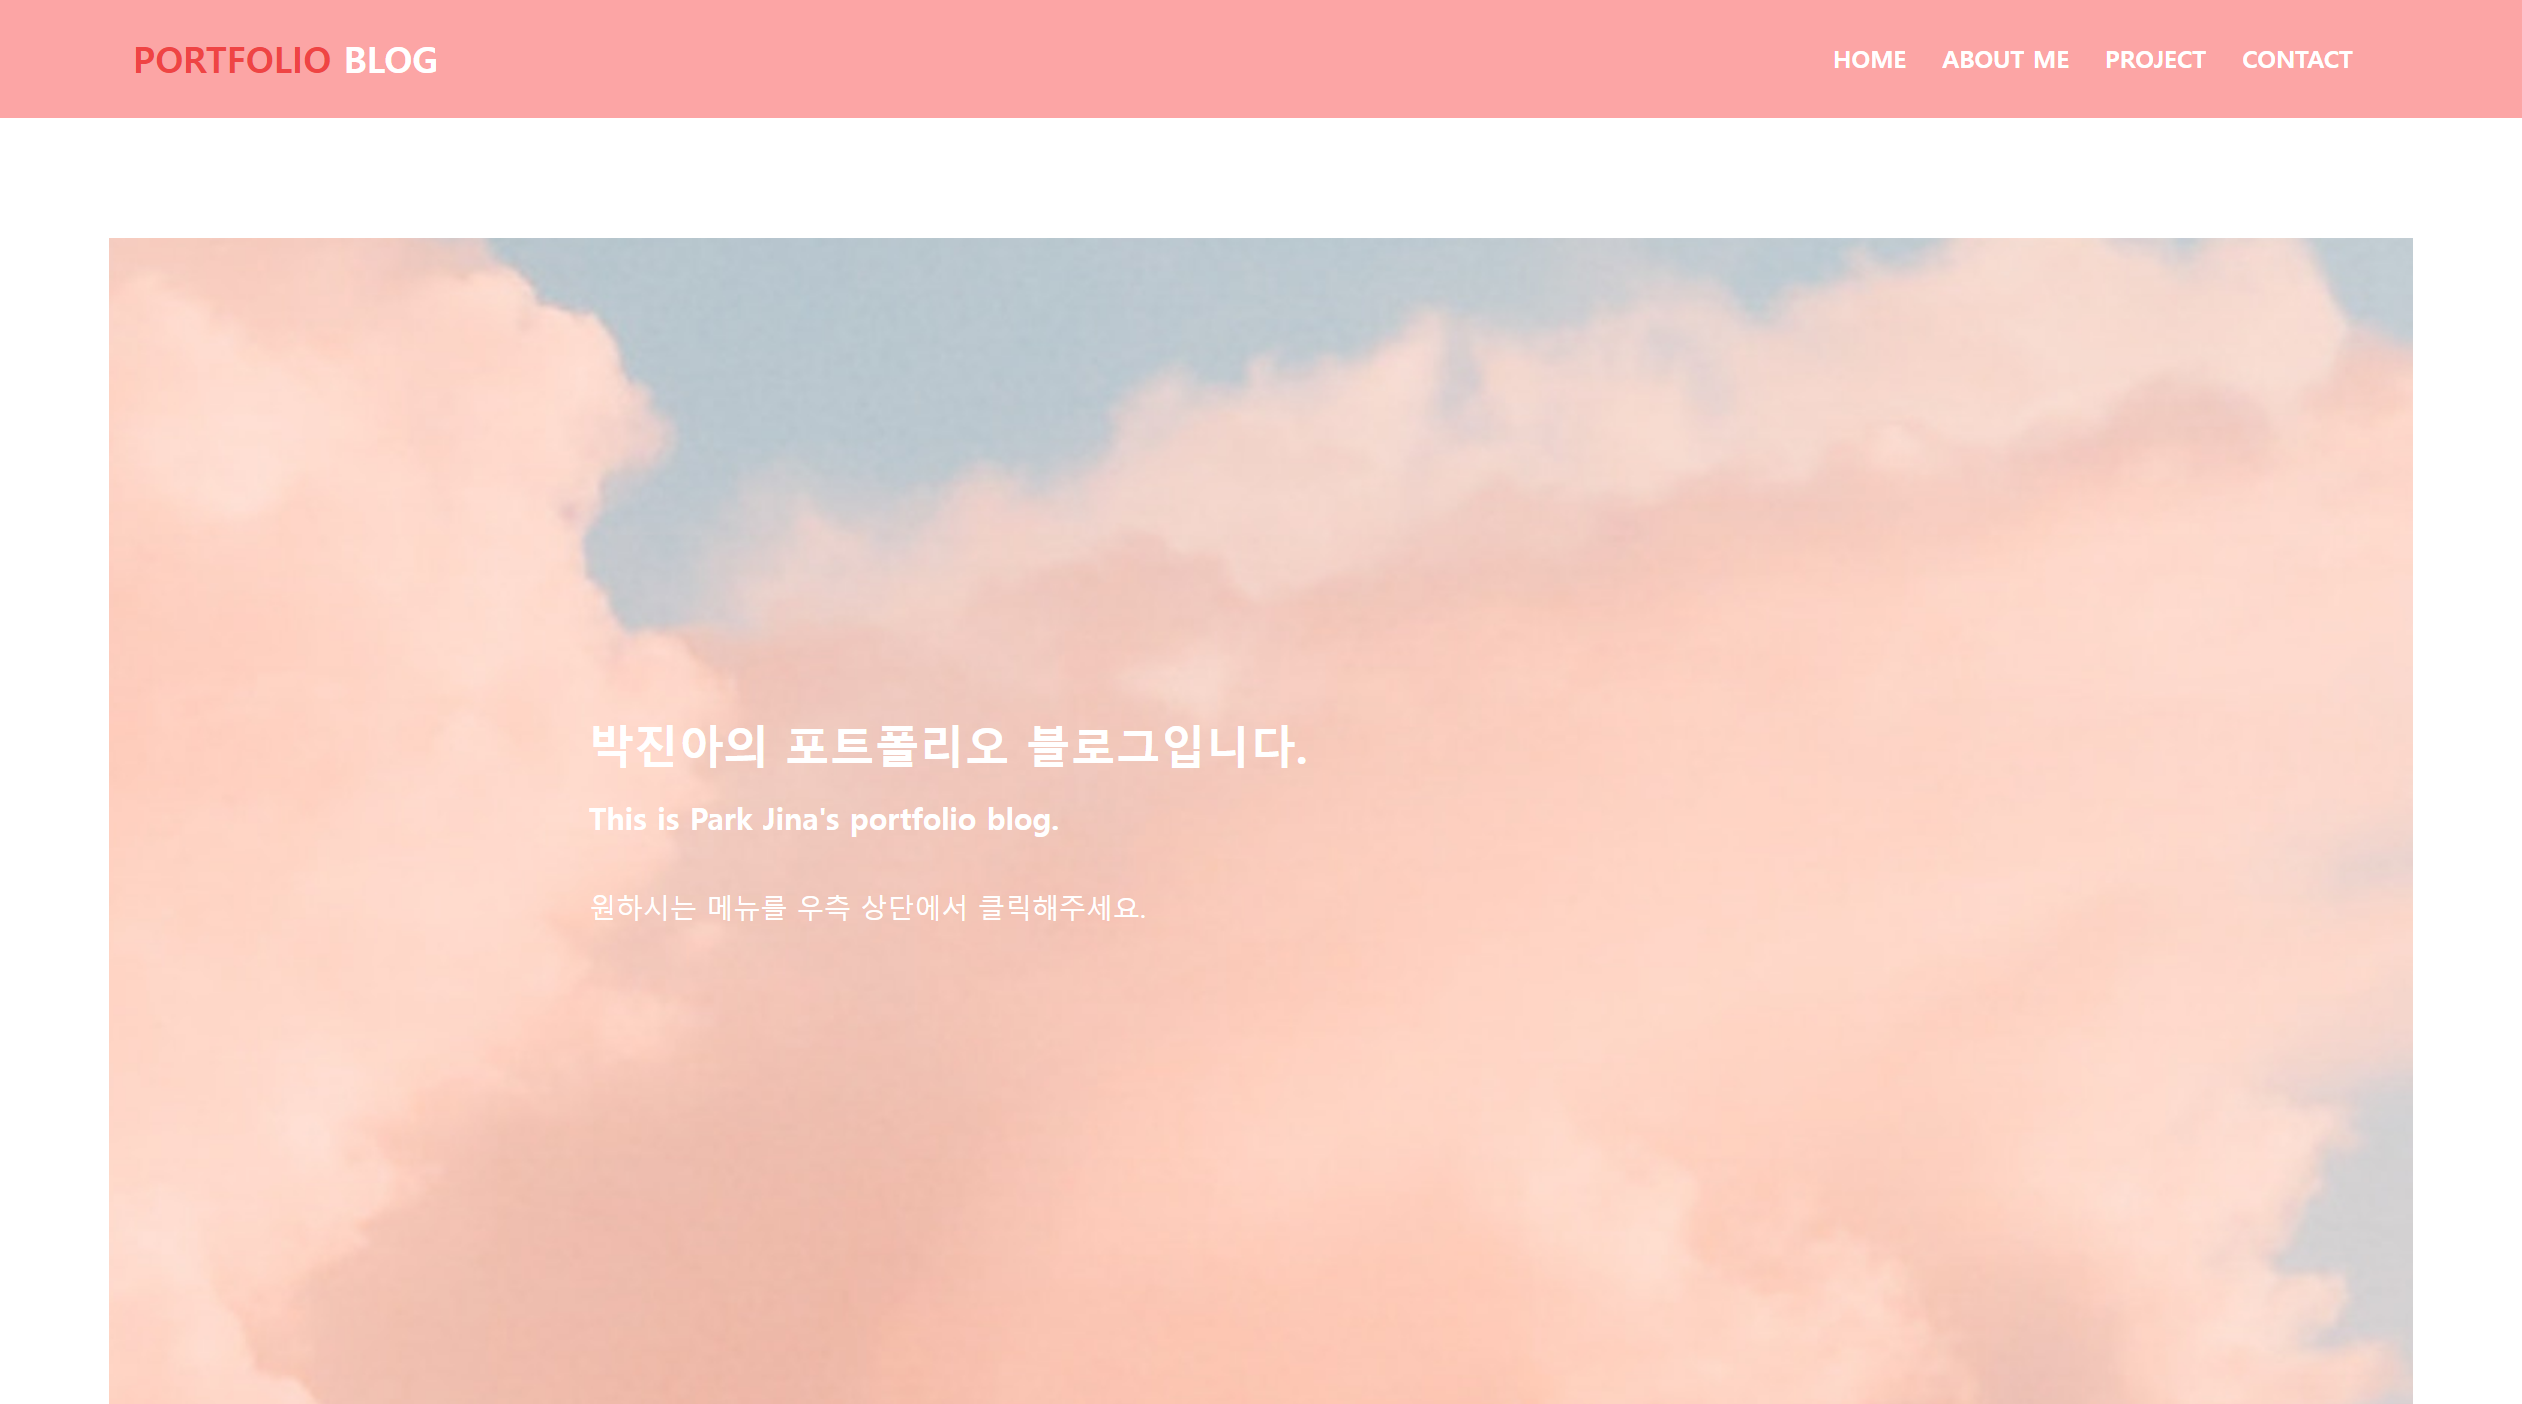 PORTFOLIO BLOG
HOME ABOUT ME PROJECT CONTACT
박진아의 포트폴리오 블로그입니다.
This is Park Jina's portfolio blog.
원하시는 메뉴를 우측 상단에서 클릭해주세요.